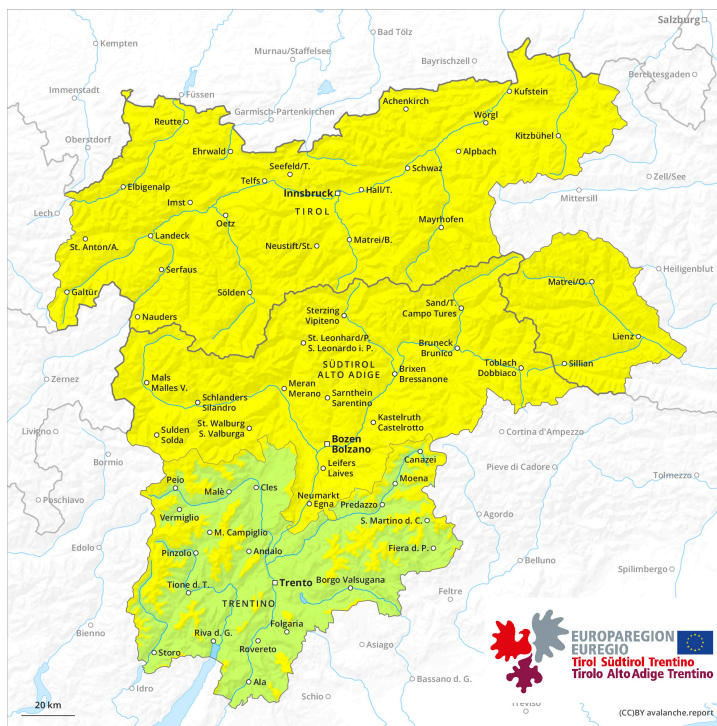 Salzburg
Kempten
Bad Tölz
Murnau/Staffelsee
Bayrischzell
Berchtesgaden
Immenstadt
Füssen
Garmisch-Partenkirchen
Achenkirch
Kufstein
Reutte
Wörgl
Oberstdorf
Kitzbühel
Ehrwald
Alpbach
Seefeld/T.
Schwaz
Zell/See
Telfs
Elbigenalp
Innsbruck
Hall/T.
Mittersill
Imst
TIROL
Lech
Oetz
Mayrhofen
Landeck
St. Anton/A.
Neustift/St.
Matrei/B.
Serfaus
Heiligenblut
Galtür
Sölden
Matrei/O.
Nauders
Sterzing
Vipiteno
Sand/T.
Campo Tures
Lienz
St. Leonhard/P.
S. Leonardo i. P.
Bruneck
Brunico
SÜDTIROL
ALTO ADIGE
Toblach
Dobbiaco
Sillian
Brixen
Bressanone
Zernez
Mals
Malles V.
Meran
Merano
Sarnthein
Sarentino
Schlanders
Silandro
Kastelruth
Castelrotto
St. Walburg
S. Valburga
Sulden
Solda
Livigno
Bozen
Bolzano
Cortina d'Ampezzo
Canazei
Bormio
Leifers
Laives
Pieve di Cadore
Tolmezzo
Peio
Moena
Malè
Cles
Neumarkt
Egna
Poschiavo
Predazzo
Vermiglio
Agordo
S. Martino d. C.
M. Campiglio
Edolo
Pinzolo
Andalo
Fiera d. P.
Belluno
Spilimbergo
Tione d. T.
Trento
Borgo Valsugana
Feltre
TRENTINO
Folgaria
Bienno
Riva d. G.
Rovereto
Asiago
Storo
Ala
Bassano d. G.
Idro
Schio
Treviso
EUROPAREGION
EUREGIO
Tirol Südtirol Trentino
Tirolo Alto Adige Trentino
20 km
(CC)BY avalanche.report